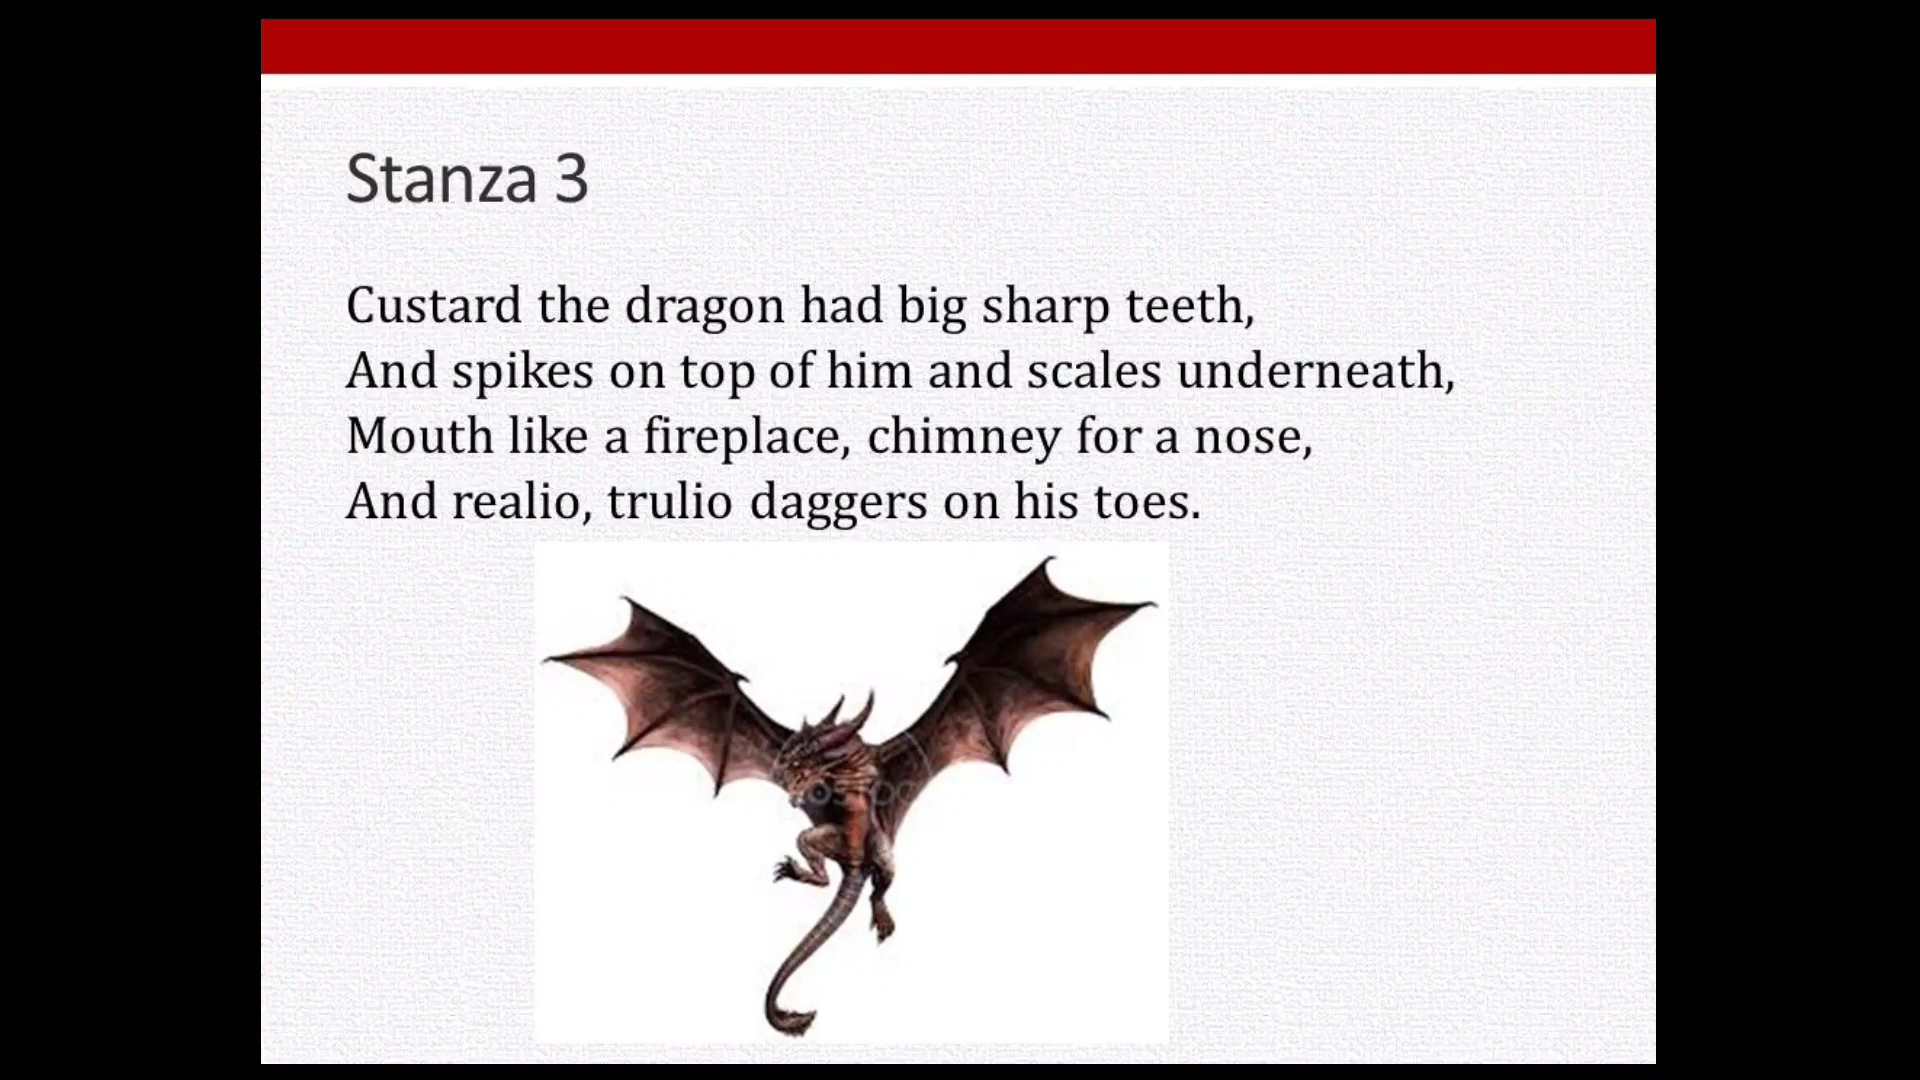 Stanza 3
Custard the dragon had big sharp teeth,
And spikes on top of him and scales underneath,
Mouth like a fireplace, chimney for a nose,
And realio, trulio daggers on his toes.